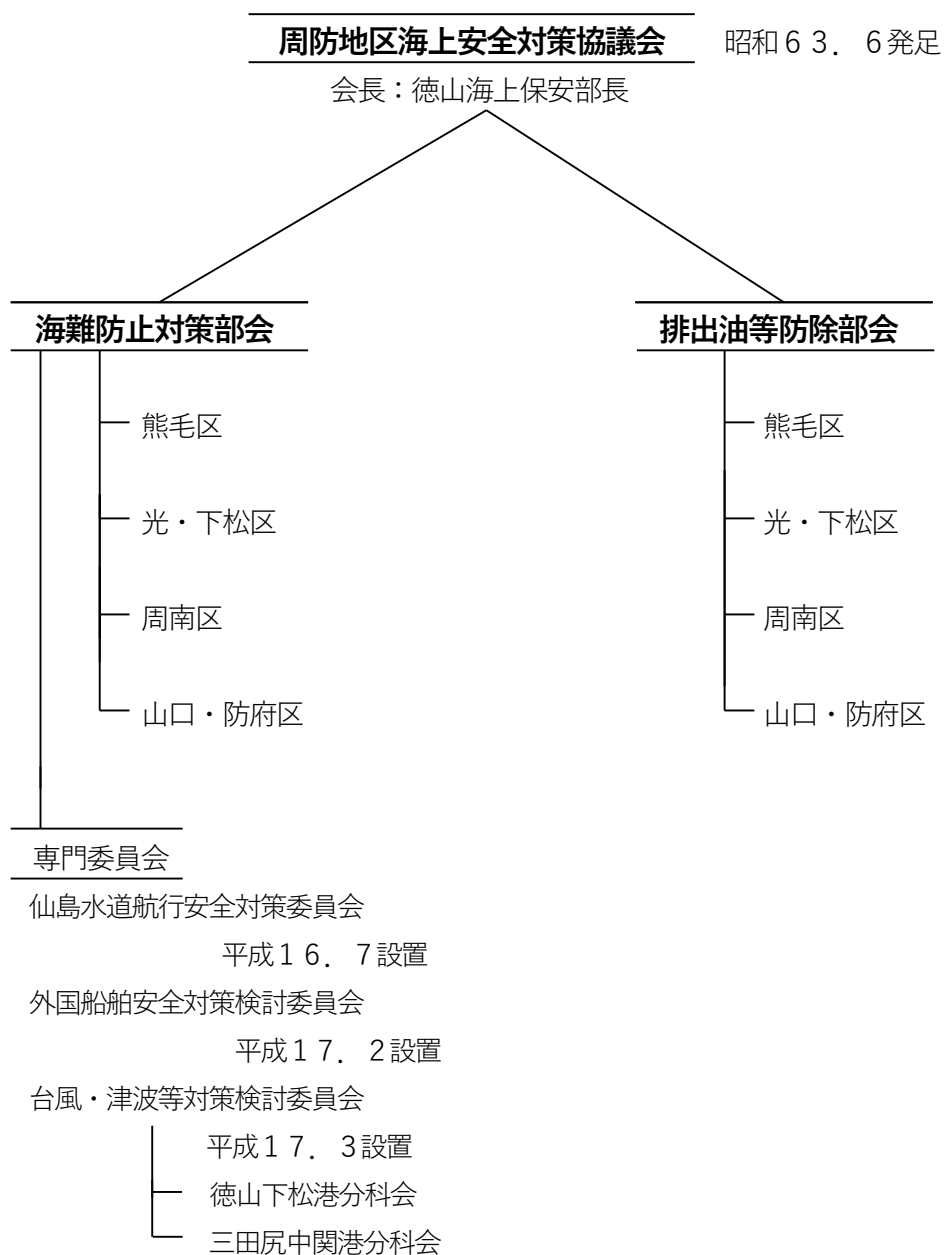 周防地区海上安全対策協議会 昭和６３．６発足
会長：徳山海上保安部長
海難防止対策部会
熊毛区
光・下松区
周南区
山口・防府区
排出油等防除部会
熊毛区
光・下松区
周南区
山口・防府区
専門委員会
仙島水道航行安全対策委員会
平成１６．７設置
外国船舶安全対策検討委員会
平成１７．２設置
台風・津波等対策検討委員会
平成１７．３設置
徳山下松港分科会
三田尻中関港分科会